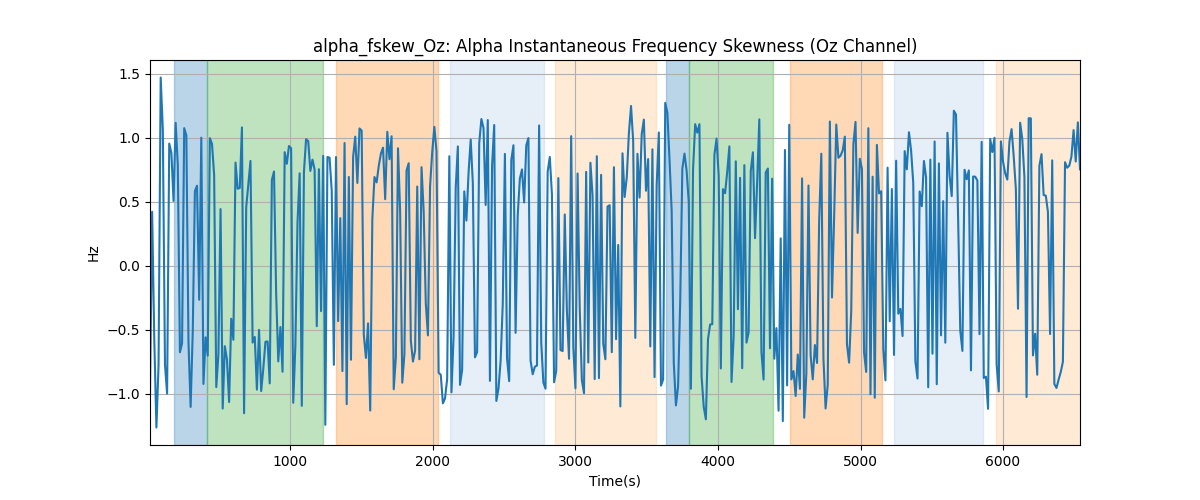 alpha_fskew_Oz: Alpha Instantaneous Frequency Skewness (Oz Channel)
1.5
1.0
0.5
0.0
−0.5
−1.0
Hz
1000 2000 3000 4000 5000 6000
Time(s)